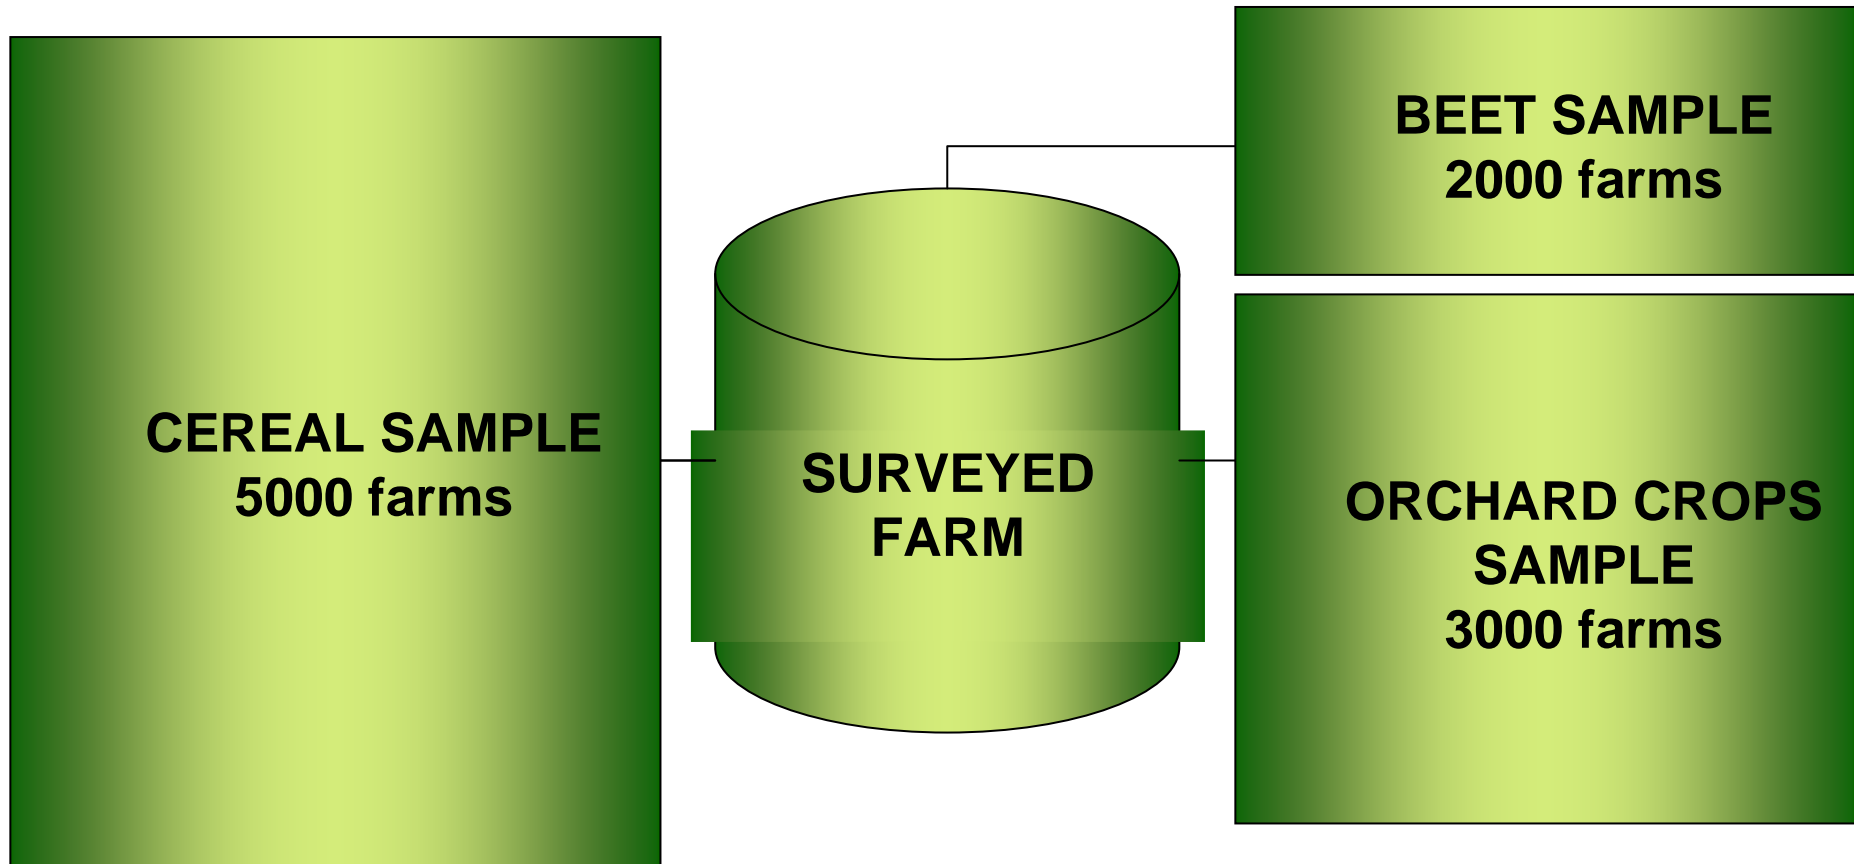 CEREAL SAMPLE
5000 farms
SURVEYED
FARM
BEET SAMPLE
2000 farms
ORCHARD CROPS
SAMPLE
3000 farms